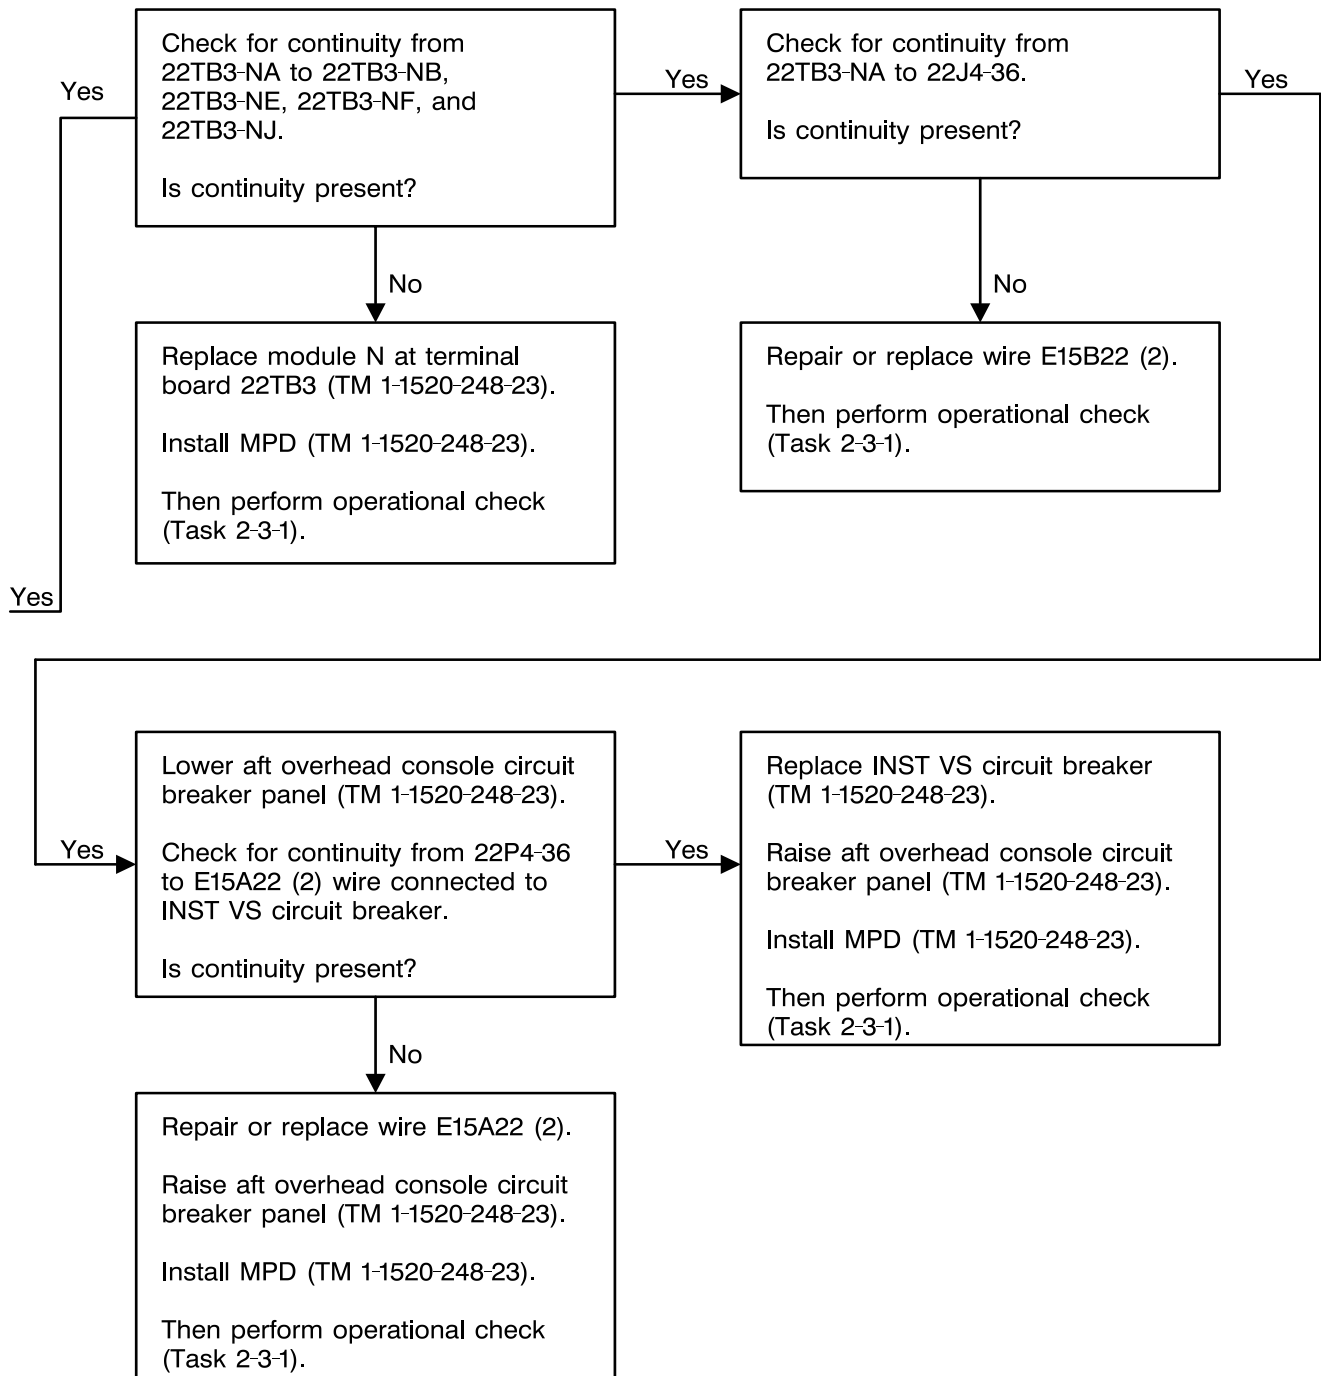 Yes
Check for continuity from
22TB3-NA to 22TB3-NB,
22TB3-NE, 22TB3-NF, and
22TB3-NJ.
Is continuity present?
Yes
Check for continuity from
22TB3-NA to 22J4-36.
Is continuity present?
Yes
No
No
Replace module N at terminal
board 22TB3 (TM 1-1520-248-23).
Install MPD (TM 1-1520-248-23).
Then perform operational check
(Task 2-3-1).
Repair or replace wire E15B22 (2).
Then perform operational check
(Task 2-3-1).
Yes
Yes
Lower aft overhead console circuit
breaker panel (TM 1-1520-248-23).
Check for continuity from 22P4-36
to E15A22 (2) wire connected to
INST VS circuit breaker.
Is continuity present?
Yes
Replace INST VS circuit breaker
(TM 1-1520-248-23).
Raise aft overhead console circuit
breaker panel (TM 1-1520-248-23).
Install MPD (TM 1-1520-248-23).
Then perform operational check
(Task 2-3-1).
No
Repair or replace wire E15A22 (2).
Raise aft overhead console circuit
breaker panel (TM 1-1520-248-23).
Install MPD (TM 1-1520-248-23).
Then perform operational check
(Task 2-3-1).